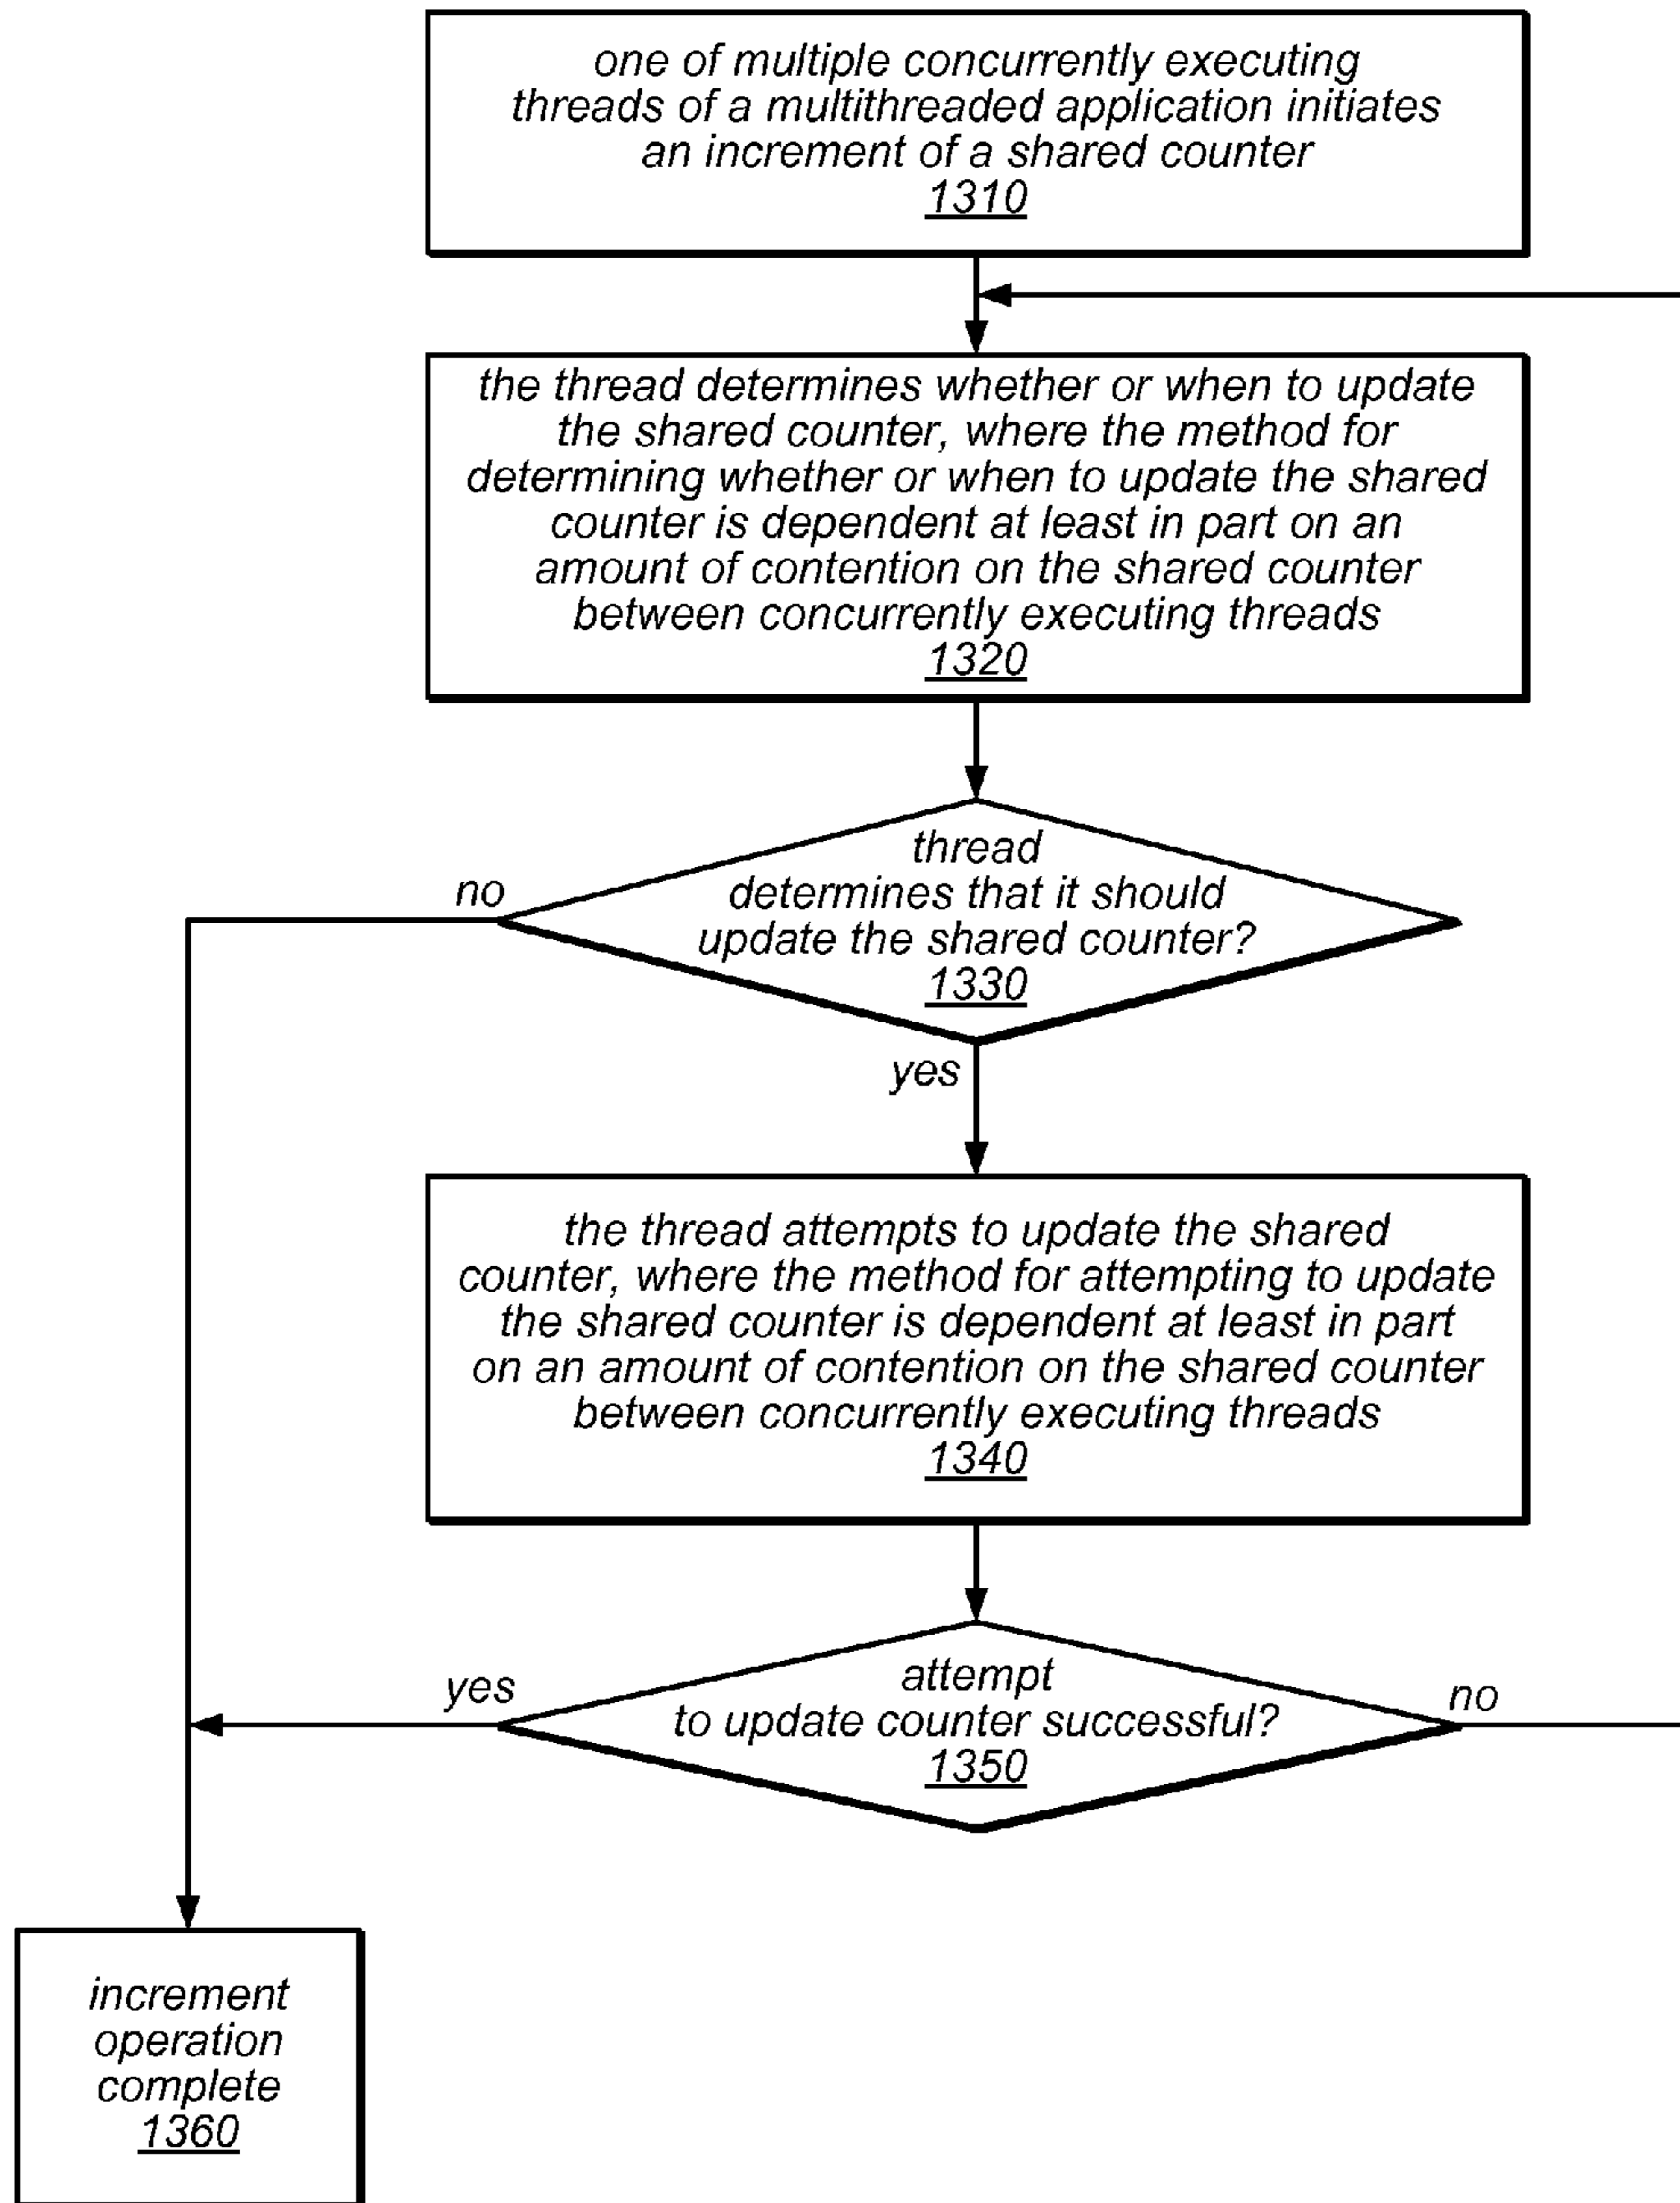 one of multiple concurrently executing
threads of a multithreaded application initiates
an increment of a shared counter
1310
the thread determines whether or when to update
the shared counter, where the method for
determining whether or when to update the shared
counter is dependent at least in part on an
amount of contention on the shared counter
between concurrently executing threads
1320
thread
determines that it should
update the shared counter?
1330
no
yes
the thread attempts to update the shared
counter, where the method for attempting to update
the shared counter is dependent at least in part
on an amount of contention on the shared counter
between concurrently executing threads
1340
attempt
to update counter successful?
1350
yes
no
increment
operation
complete
1360